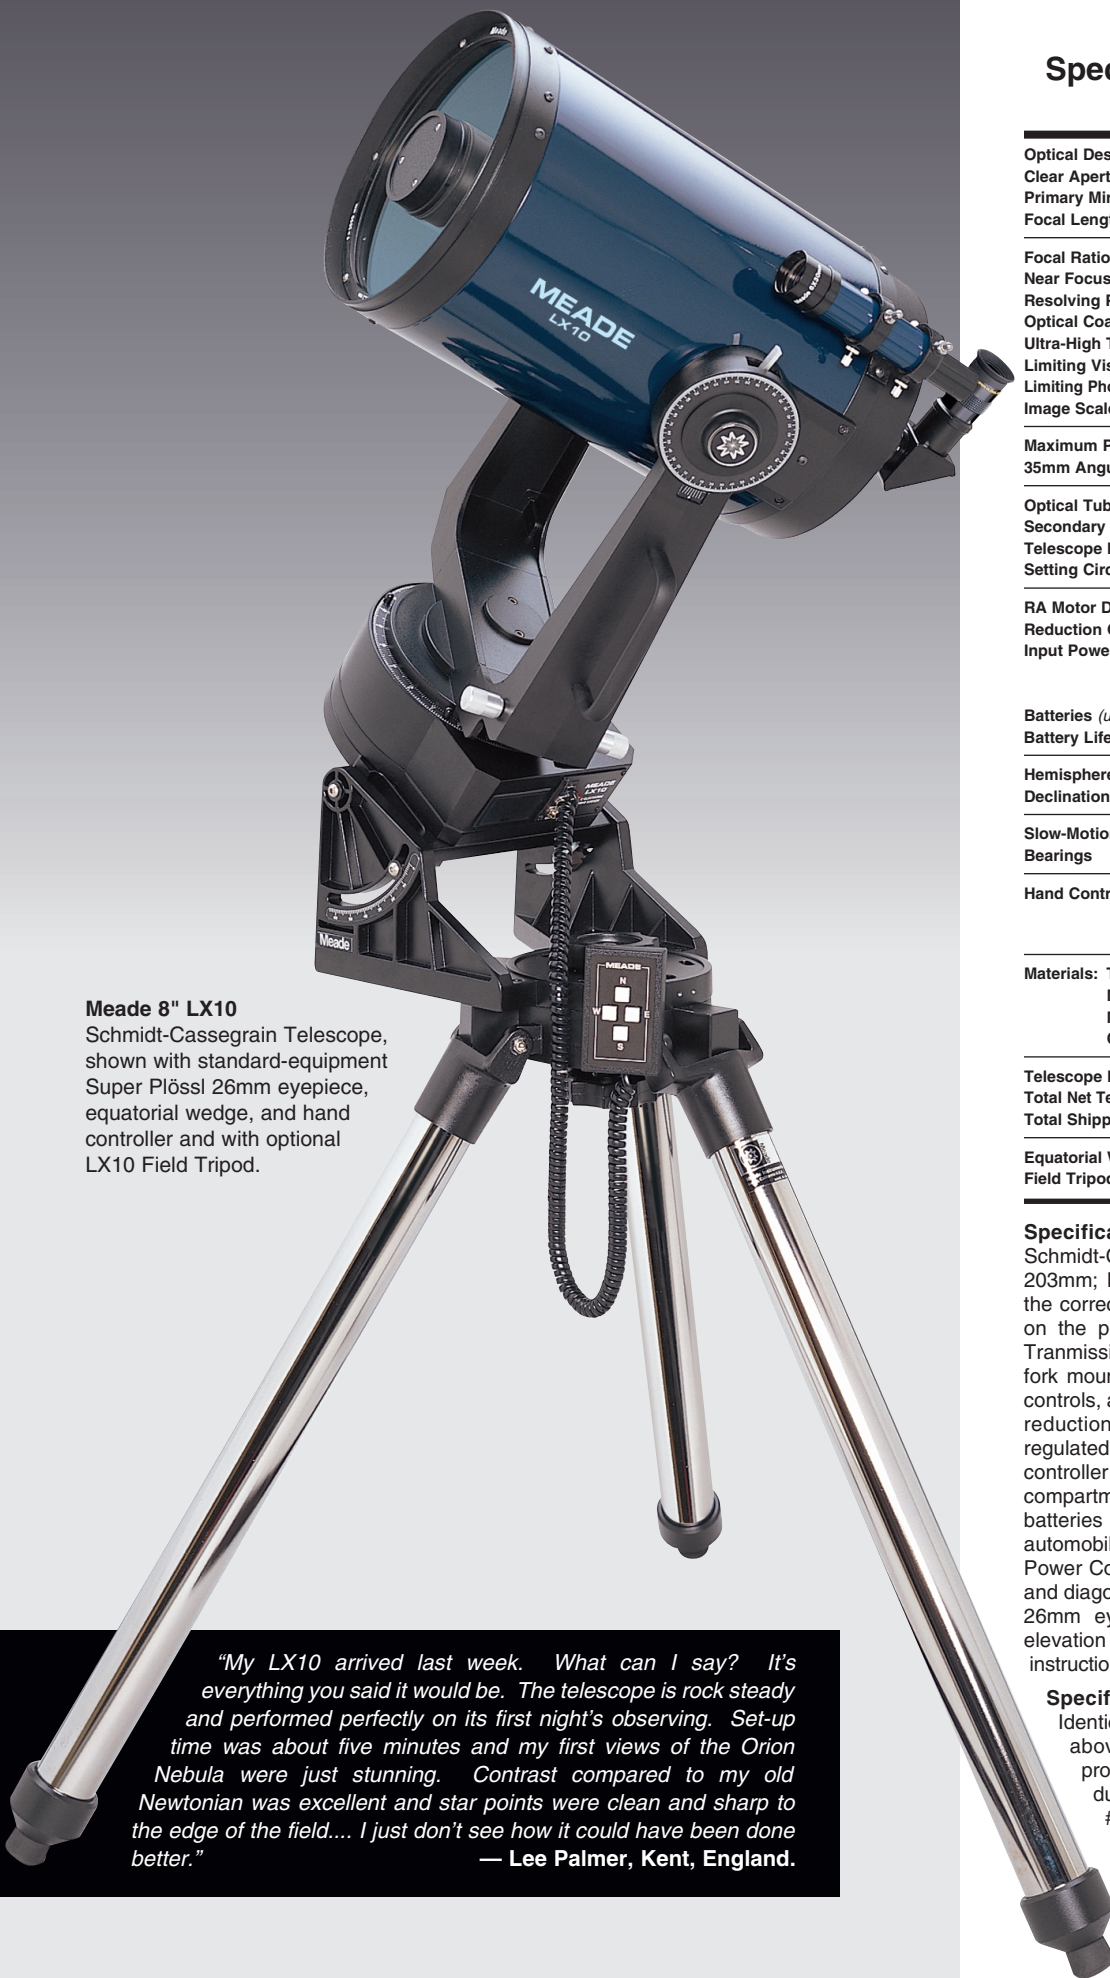 Meade
MEADE
LX10
Meade 6X30mm
MEADE
LX10
Meade
MEADE
N
W E
S
Meade 8" LX10
Schmidt-Cassegrain Telescope,
shown with standard-equipment
Super Plössl 26mm eyepiece,
equatorial wedge, and hand
controller and with optional
LX10 Field Tripod.
“My LX10 arrived last week. What can I say? It’s
everything you said it would be. The telescope is rock steady
and performed perfectly on its first night’s observing. Set-up
time was about five minutes and my first views of the Orion
Nebula were just stunning. Contrast compared to my old
Newtonian was excellent and star points were clean and sharp to
the edge of the field.... I just don’t see how it could have been done
better.” — Lee Palmer, Kent, England.
Spec
Optical Des
Clear Apert
Primary Mir
Focal Leng
Focal Ratio
Near Focus
Resolving P
Optical Coa
Ultra-High T
Limiting Vis
Limiting Pho
Image Scale
Maximum P
35mm Angu
Optical Tub
Secondary
Telescope
Setting Circ
RA Motor D
Reduction
Input Powe
Batteries (u
Battery Life
Hemisphere
Declination
Slow-Motion
Bearings
Hand Contr
Materials: T
Telescope
Total Net Te
Total Shipp
Equatorial
Field Tripod
Specifica
Schmidt-C
203mm;
the correc
on the p
Tranmissi
fork moun
controls, a
reduction
regulated
controller
compartm
batteries
automobil
Power Co
and diago
26mm ey
elevation
instructio
Specif
Identic
abov
pro
du
#